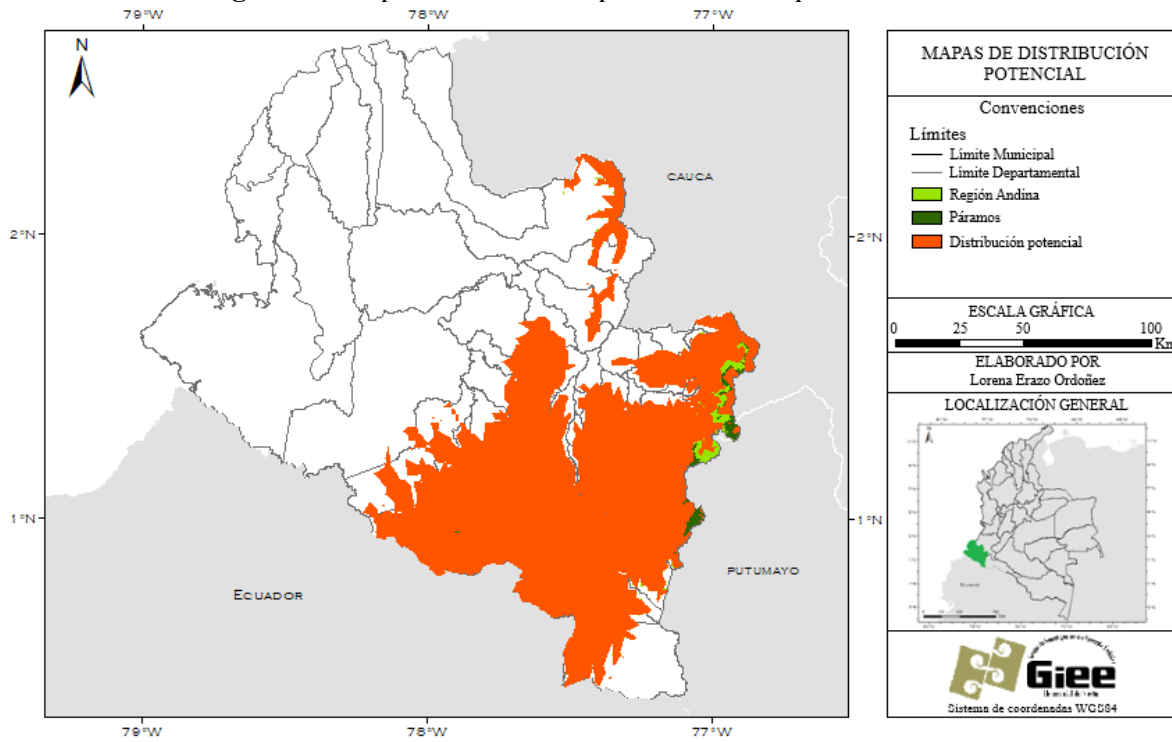 79°W 78°W 77°W
N
CAUCA
2°N 2°N
1°N 1°N
ECUADOR
PUTUMAYO
79°W 78°W 77°W
MAPAS DE DISTRIBUCIÓN
POTENCIAL
Convenciones
Límites
Límite Municipal
Límite Departamental
Región Andina
Páramos
Distribución potencial
ESCALA GRÁFICA
0 25 50 100
Km
ELABORADO POR
Lorena Erazo Ordoñez
LOCALIZACIÓN GENERAL
Giee
Sistema de coordenadas WGS84